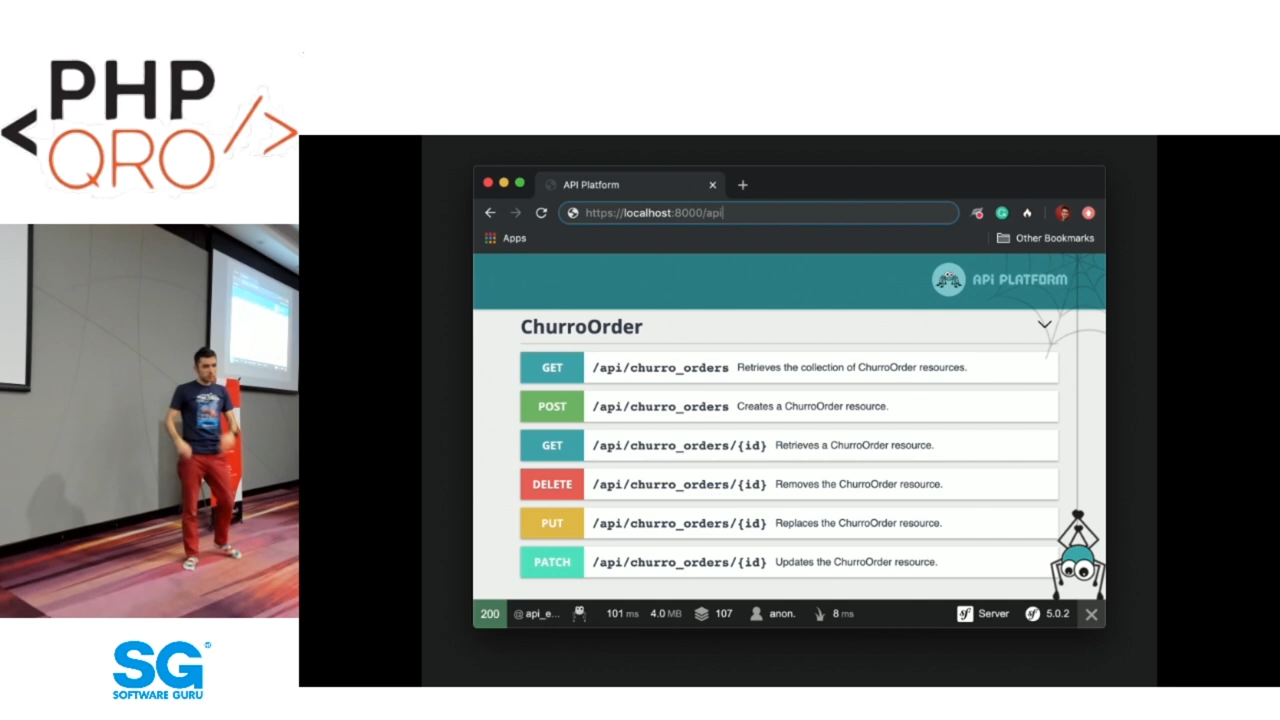 PHP
< QRO />
API Platform
https://localhost:8000/api
Apps
Other Bookmarks
API PLATFORM
ChurroOrder
GET /api/churro_orders Retrieves the collection of ChurroOrder resources.
POST /api/churro_orders Creates a ChurroOrder resource.
GET /api/churro_orders/{id} Retrieves a ChurroOrder resource.
DELETE /api/churro_orders/{id} Removes the ChurroOrder resource.
PUT /api/churro_orders/{id} Replaces the ChurroOrder resource.
PATCH /api/churro_orders/{id} Updates the ChurroOrder resource.
200 @ api_e... 101 ms 4.0 MB 107 anon. 8 ms sf Server sf 5.0.2
SG®
SOFTWARE GURU